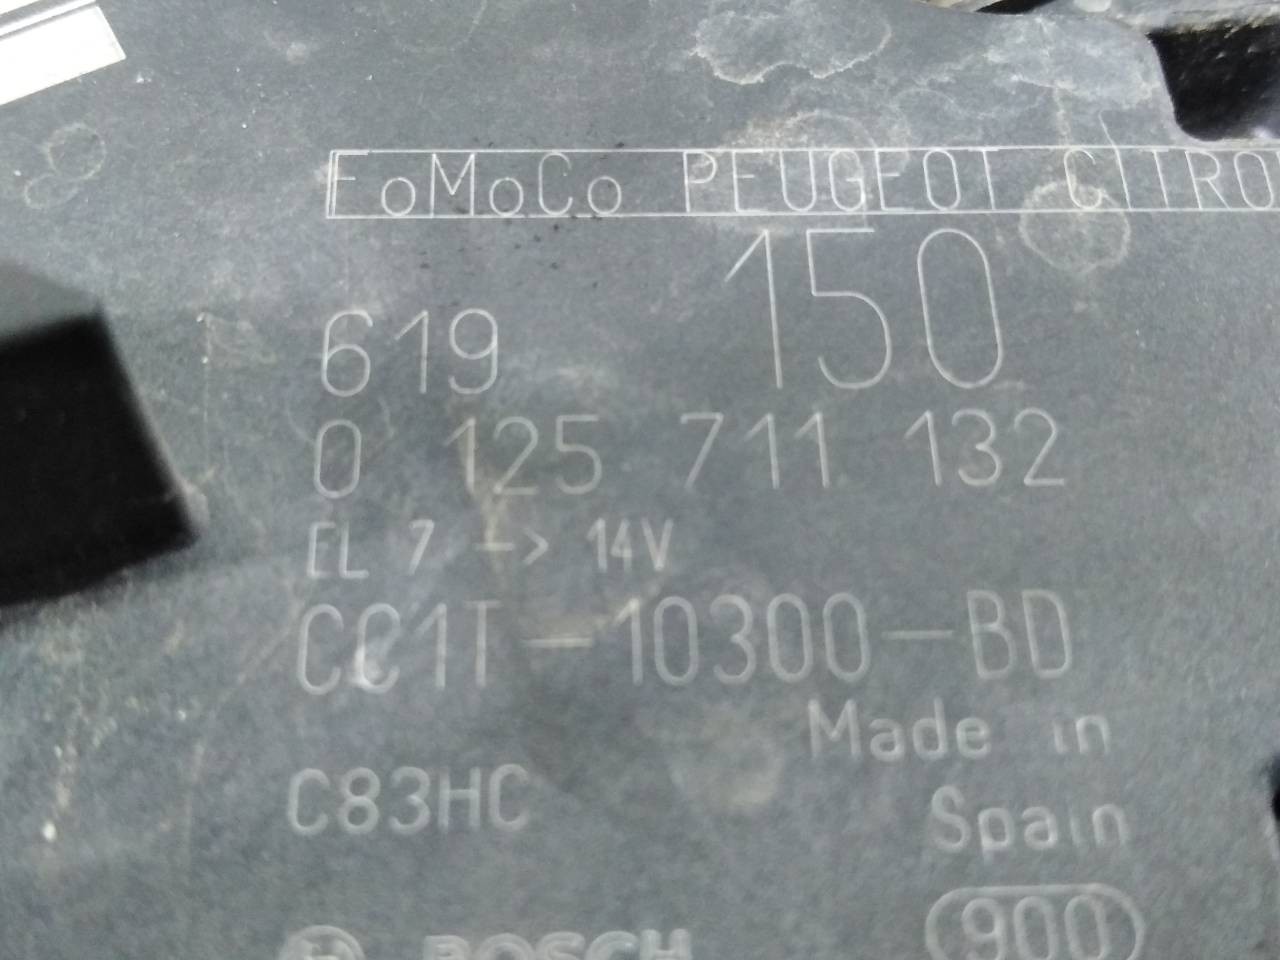 FoMoCo PEUGEOT CITRO
150
619
0 125 711 132
EL 7 -> 14V
CC1T-10300-BD
Made in
Spain
C83HC
BOSCH
900